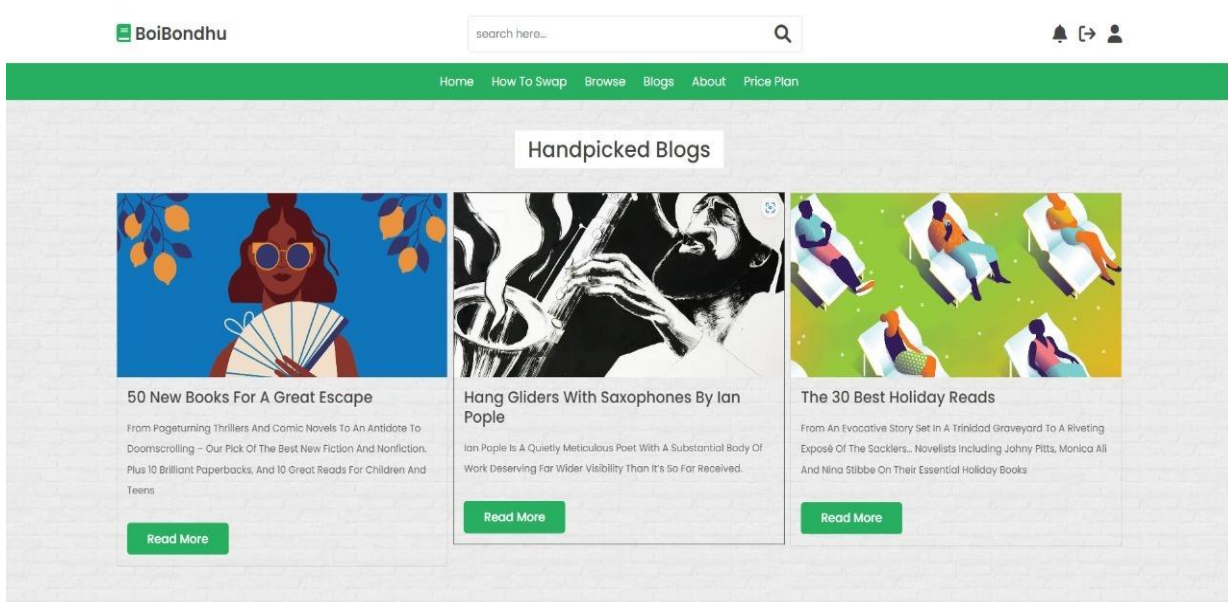 BoiBondhu
search here...
Home How To Swap Browse Blogs About Price Plan
Handpicked Blogs
50 New Books For A Great Escape
From Pageturning Thrillers And Comic Novels To An Antidote To
Doomscrolling – Our Pick Of The Best New Fiction And Nonfiction.
Plus 10 Brilliant Paperbacks, And 10 Great Reads For Children And
Teens
Read More
Hang Gliders With Saxophones By Ian
Pople
Ian Pople Is A Quietly Meticulous Poet With A Substantial Body Of
Work Deserving Far Wider Visibility Than It's So Far Received.
Read More
The 30 Best Holiday Reads
From An Evocative Story Set In A Trinidad Graveyard To A Riveting
Exposé Of The Sacklers... Novelists Including Johny Pitts, Monica Ali
And Nina Stibbe On Their Essential Holiday Books
Read More